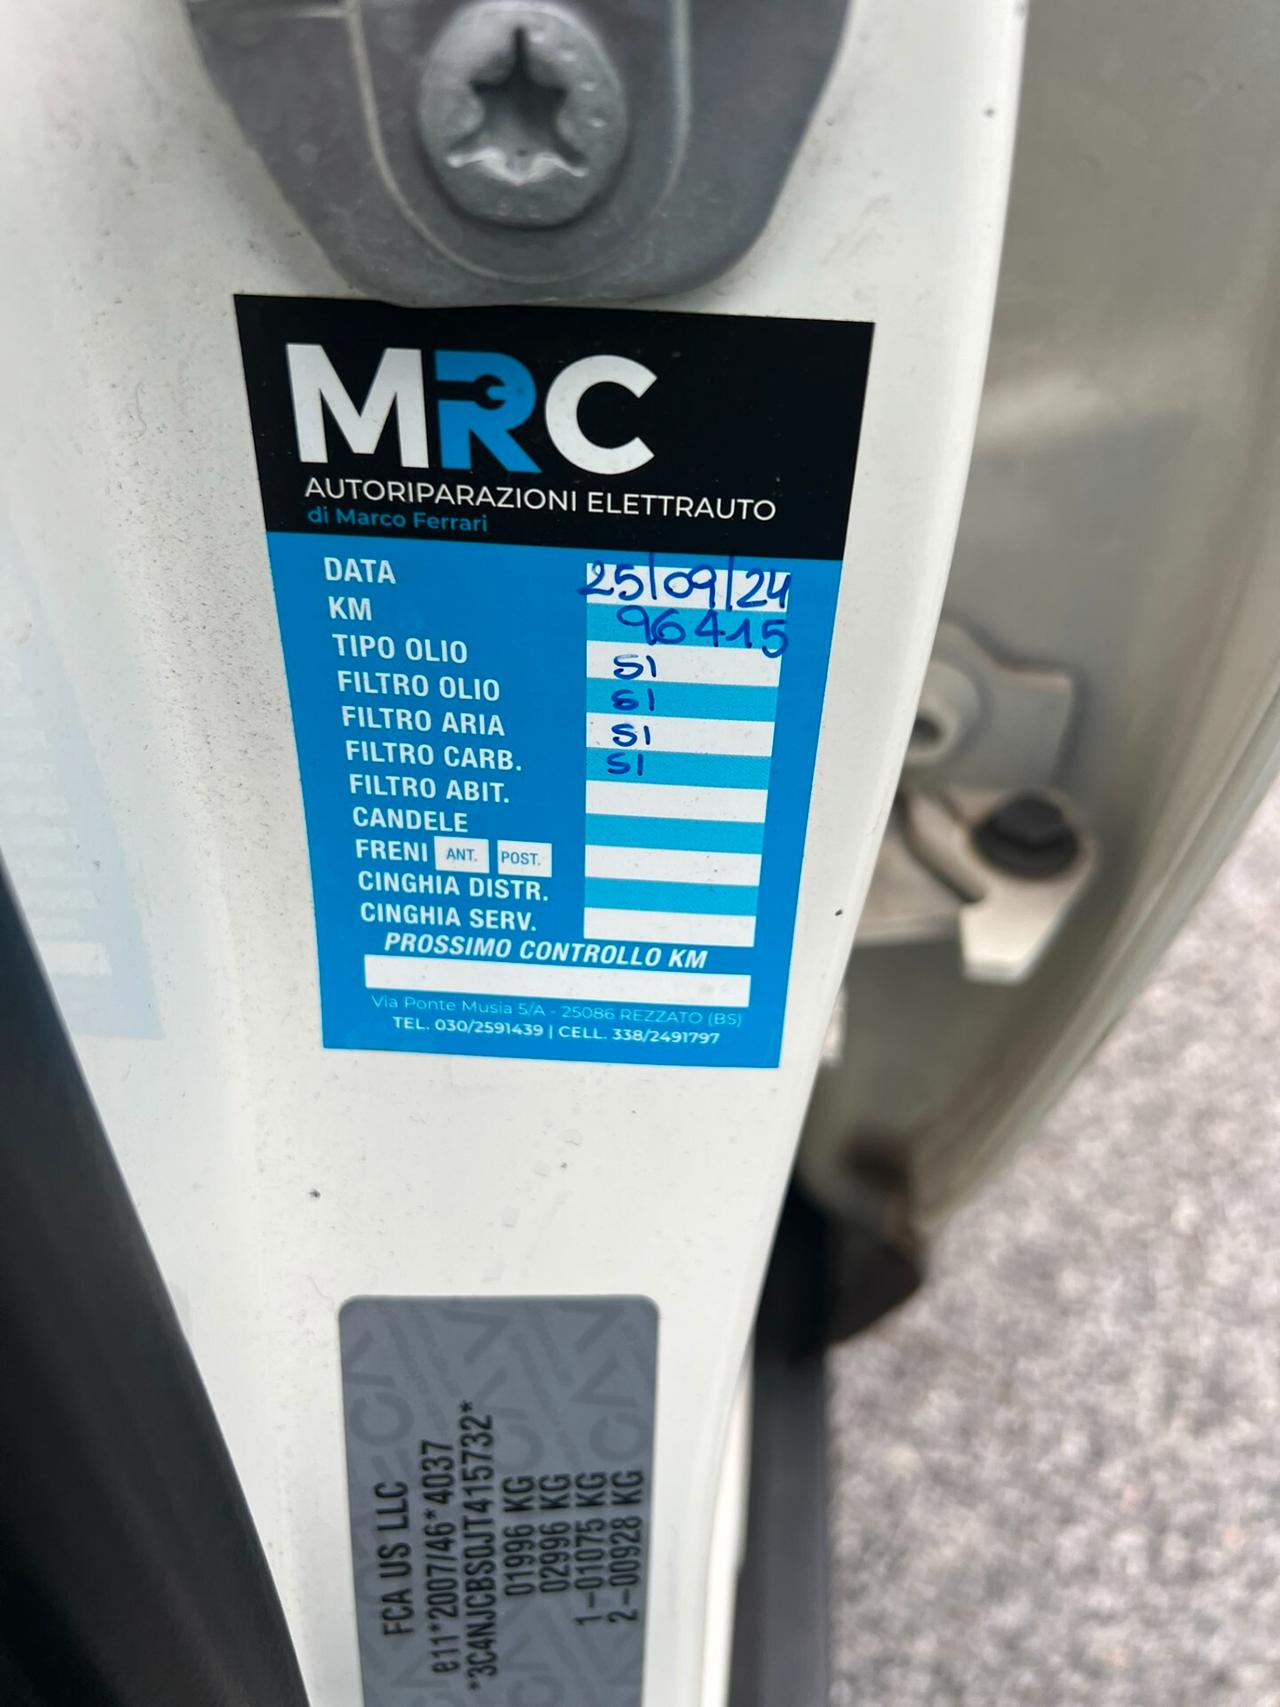 MRC
AUTORIPARAZIONI ELETTRAUTO
di Marco Ferrari
DATA 25/09/24
KM 96415
TIPO OLIO SI
FILTRO OLIO SI
FILTRO ARIA SI
FILTRO CARB. SI
FILTRO ABIT.
CANDELE
FRENI ANT. POST.
CINGHIA DISTR.
CINGHIA SERV.
PROSSIMO CONTROLLO KM
Via Ponte Musia 5/A - 25086 REZZATO (BS)
TEL. 030/2591439 | CELL. 338/2491797
FCA US LLC
e11*2007/46*4037
*3C4NJCBS0JT415732*
01996 KG
02996 KG
1-01075 KG
2-00928 KG